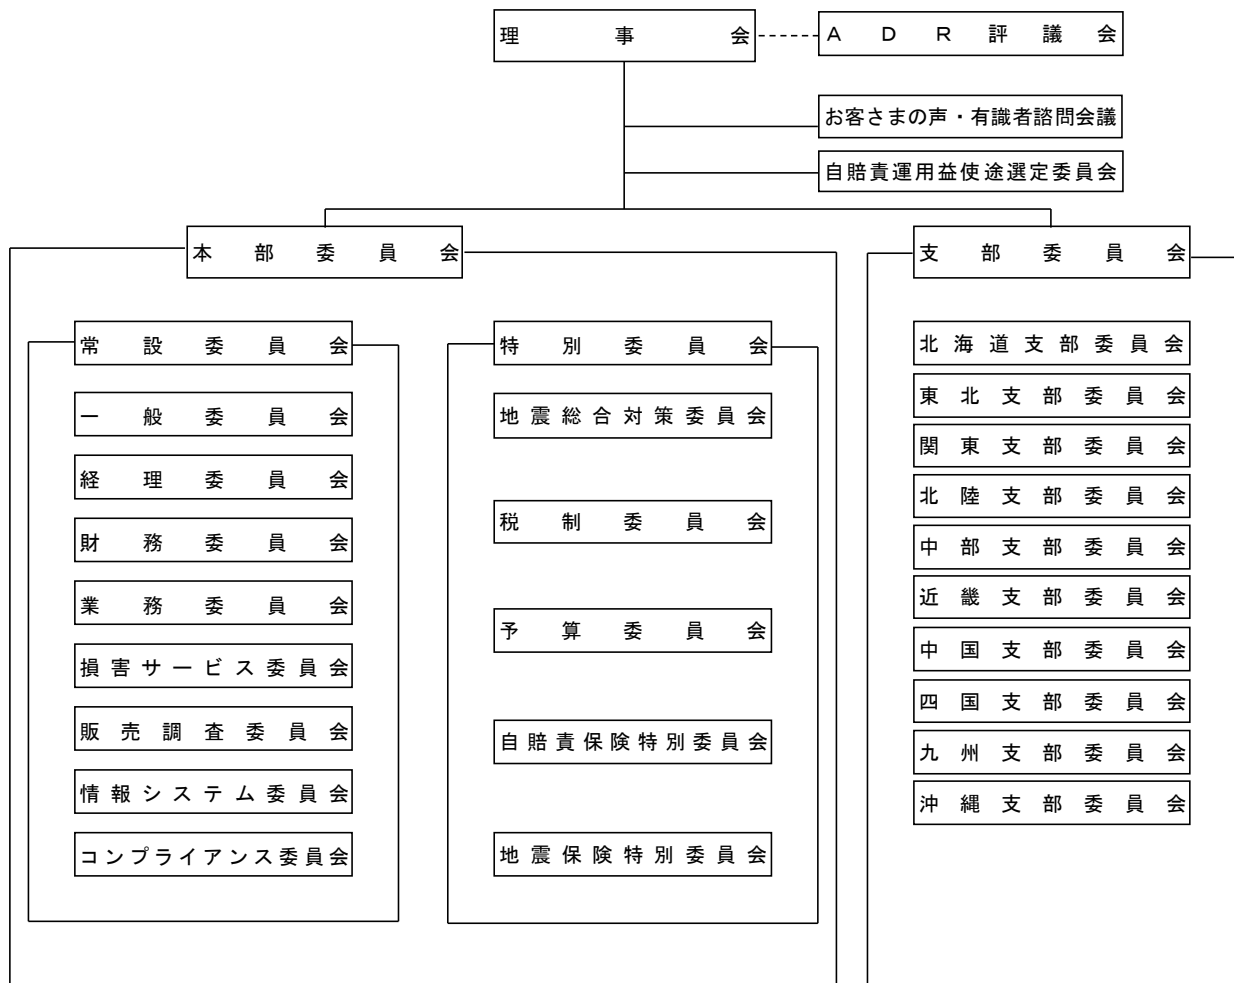 理事会
ADR評議会
お客さまの声・有識者諮問会議
自賠責運用益使途選定委員会
本部委員会
支部委員会
常設委員会
一般委員会
経理委員会
財務委員会
業務委員会
損害サービス委員会
販売調査委員会
情報システム委員会
コンプライアンス委員会
特別委員会
地震総合対策委員会
税制委員会
予算委員会
自賠責保険特別委員会
地震保険特別委員会
北海道支部委員会
東北支部委員会
関東支部委員会
北陸支部委員会
中部支部委員会
近畿支部委員会
中国支部委員会
四国支部委員会
九州支部委員会
沖縄支部委員会